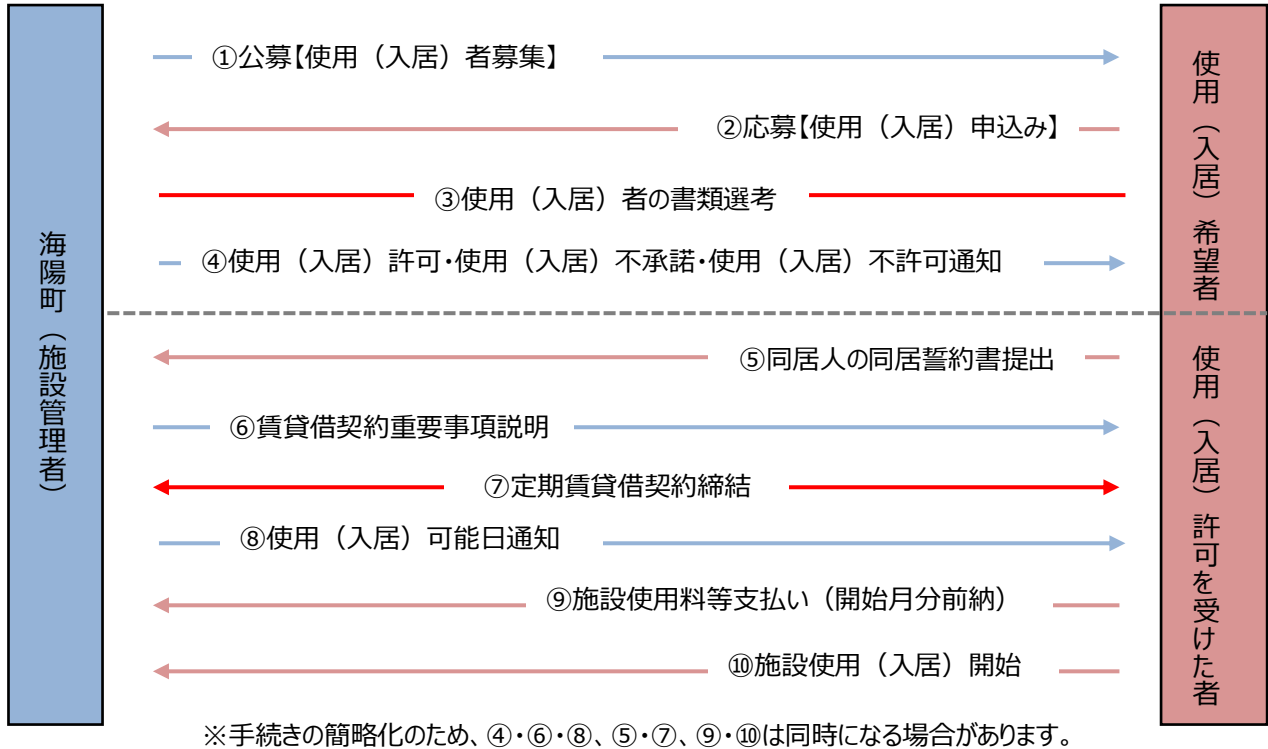 海陽町（施設管理者）
①公募【使用（入居）者募集】
②応募【使用（入居）申込み】
③使用（入居）者の書類選考
④使用（入居）許可・使用（入居）不承諾・使用（入居）不許可通知
使用（入居）希望者
⑤同居人の同居誓約書提出
⑥賃貸借契約重要事項説明
⑦定期賃貸借契約締結
⑧使用（入居）可能日通知
⑨施設使用料等支払い（開始月分前納）
⑩施設使用（入居）開始
使用（入居）許可を受けた者
※手続きの簡略化のため、④・⑥・⑧、⑤・⑦、⑨・⑩は同時になる場合があります。